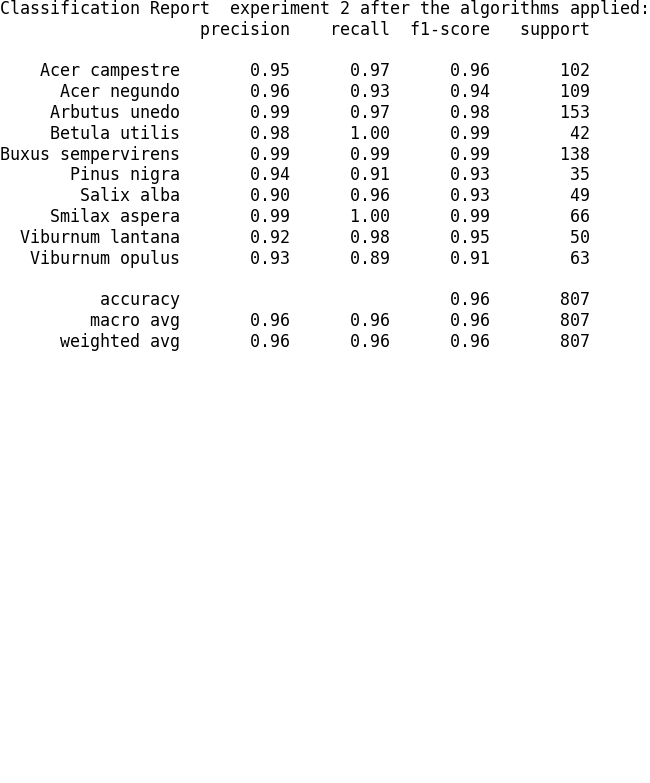 Classification Report  experiment 2 after the algorithms applied:
                    precision    recall  f1-score   support

    Acer campestre       0.95      0.97      0.96       102
      Acer negundo       0.96      0.93      0.94       109
     Arbutus unedo       0.99      0.97      0.98       153
     Betula utilis       0.98      1.00      0.99        42
Buxus sempervirens       0.99      0.99      0.99       138
       Pinus nigra       0.94      0.91      0.93        35
        Salix alba       0.90      0.96      0.93        49
     Smilax aspera       0.99      1.00      0.99        66
  Viburnum lantana       0.92      0.98      0.95        50
   Viburnum opulus       0.93      0.89      0.91        63

          accuracy                           0.96       807
         macro avg       0.96      0.96      0.96       807
      weighted avg       0.96      0.96      0.96       807